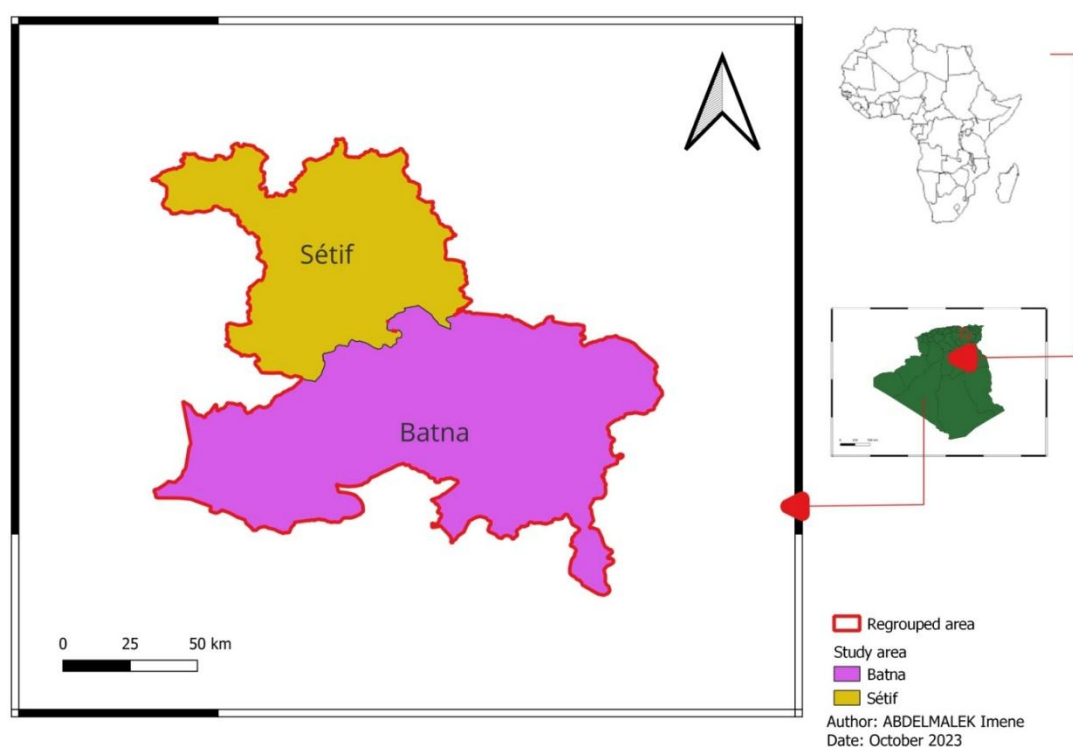 Sétif
Batna
0 25 50 km
Regrouped area
Study area
Batna
Sétif
Author: ABDELMALEK Imene
Date: October 2023